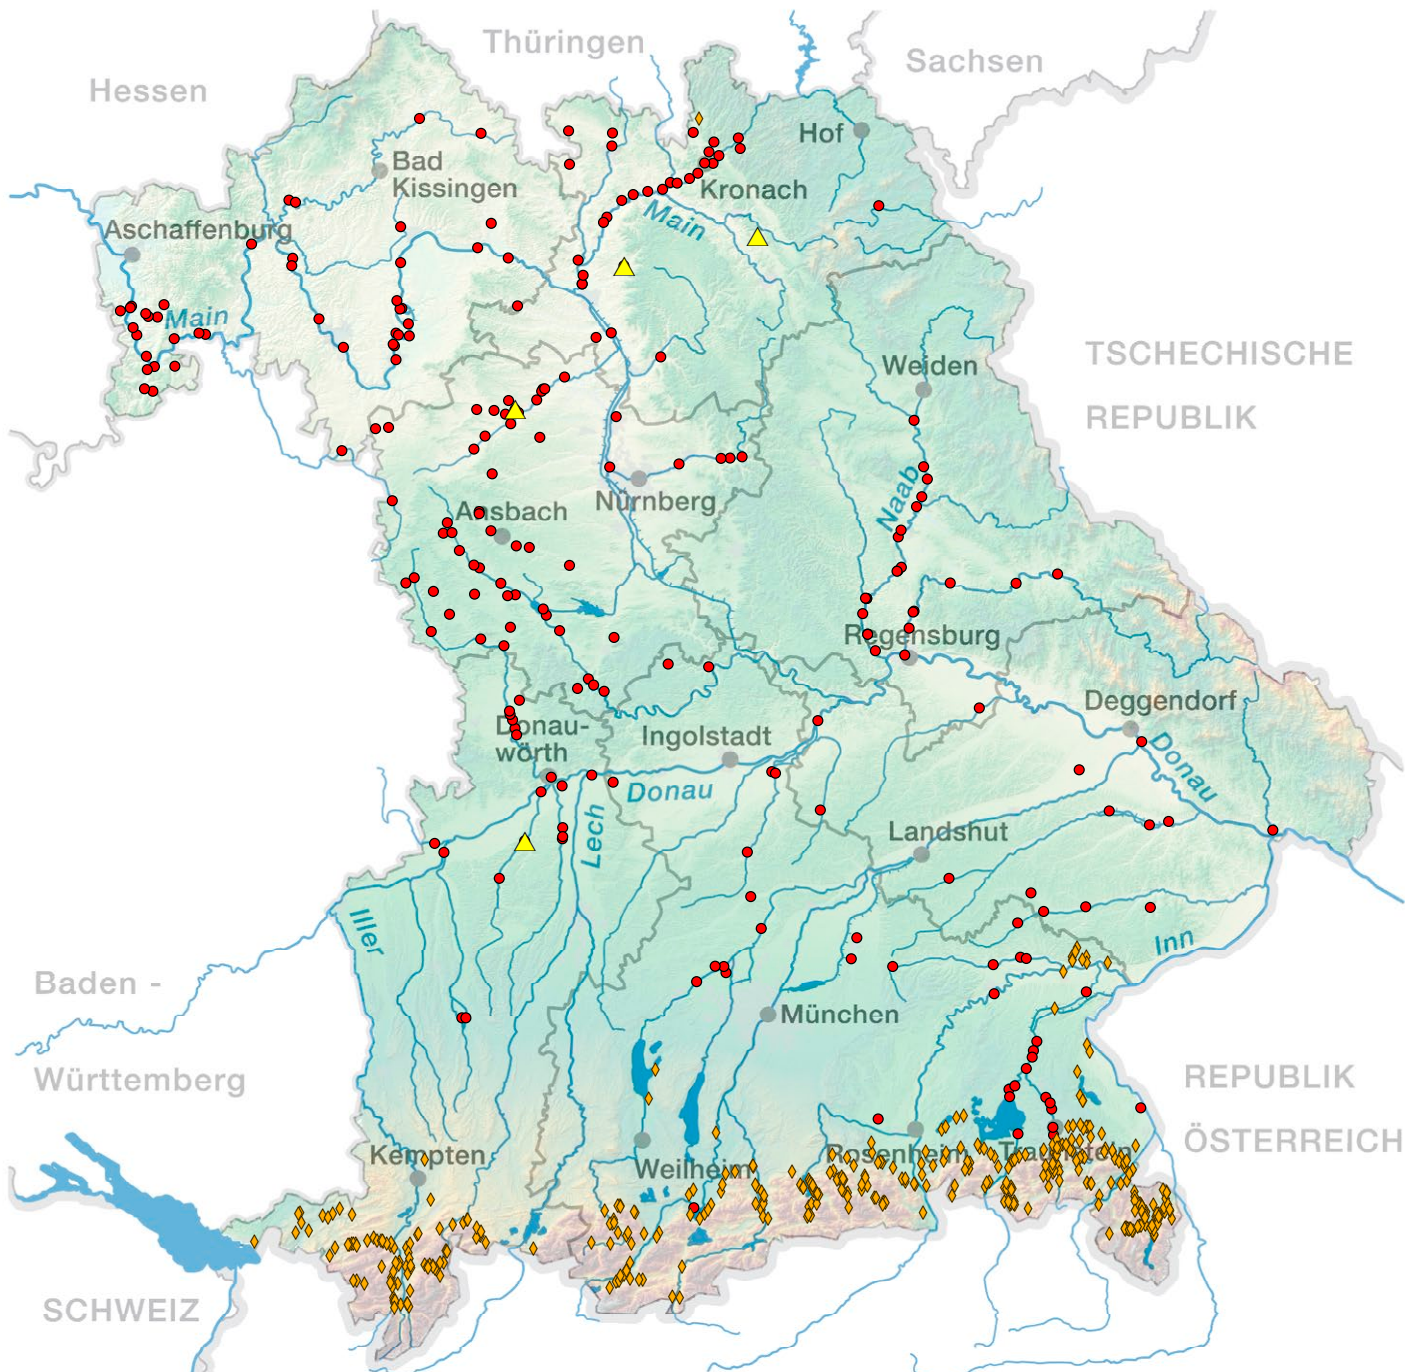 Thüringen
Sachsen
Hessen
Hof
Bad
Kissingen
Kronach
Main
Aschaffenburg
Main
TSCHECHISCHE
REPUBLIK
Weiden
Naab
Nürnberg
Ansbach
Regensburg
Deggendorf
Donau-
wörth
Ingolstadt
Donau
Donau
Lech
Landshut
Iller
Inn
Baden -
Württemberg
München
REPUBLIK
ÖSTERREICH
Kempten
Weilheim
Rosenheim
Traunstein
SCHWEIZ